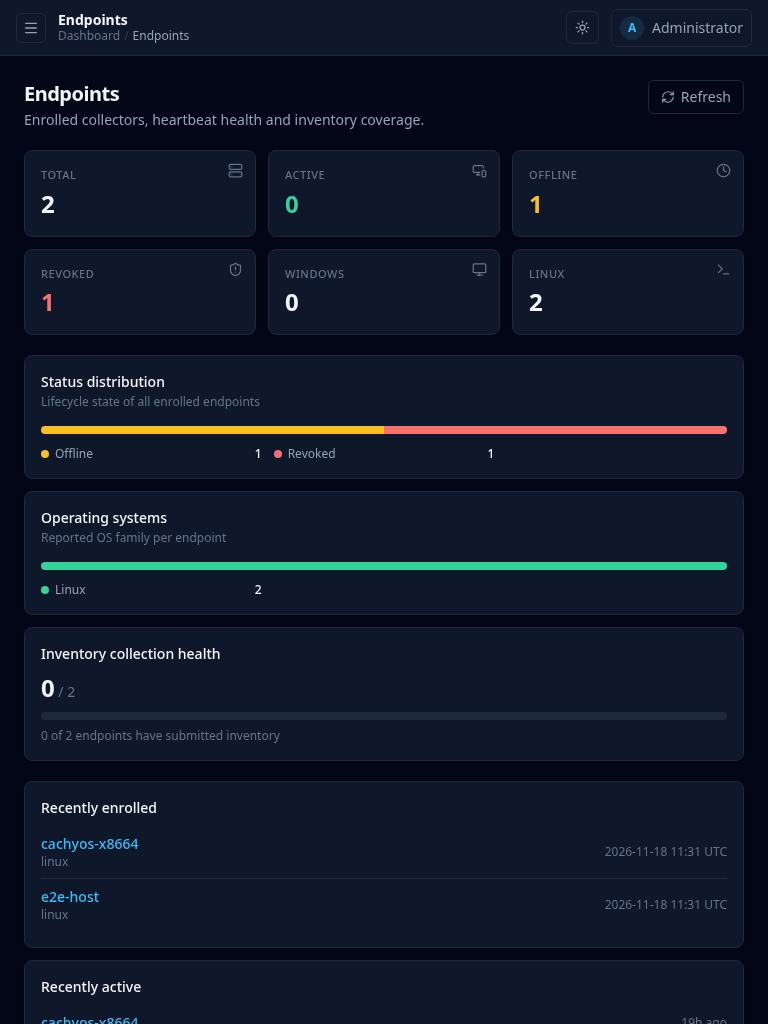 Endpoints
Dashboard / Endpoints
A Administrator
Endpoints
Enrolled collectors, heartbeat health and inventory coverage.
Refresh
TOTAL
2
ACTIVE
0
OFFLINE
1
REVOKED
1
WINDOWS
0
LINUX
2
Status distribution
Lifecycle state of all enrolled endpoints
Offline 1 Revoked 1
Operating systems
Reported OS family per endpoint
Linux 2
Inventory collection health
0 / 2
0 of 2 endpoints have submitted inventory
Recently enrolled
cachyos-x8664
linux
2026-11-18 11:31 UTC
e2e-host
linux
2026-11-18 11:31 UTC
Recently active
cachyos-x8664 19h ago